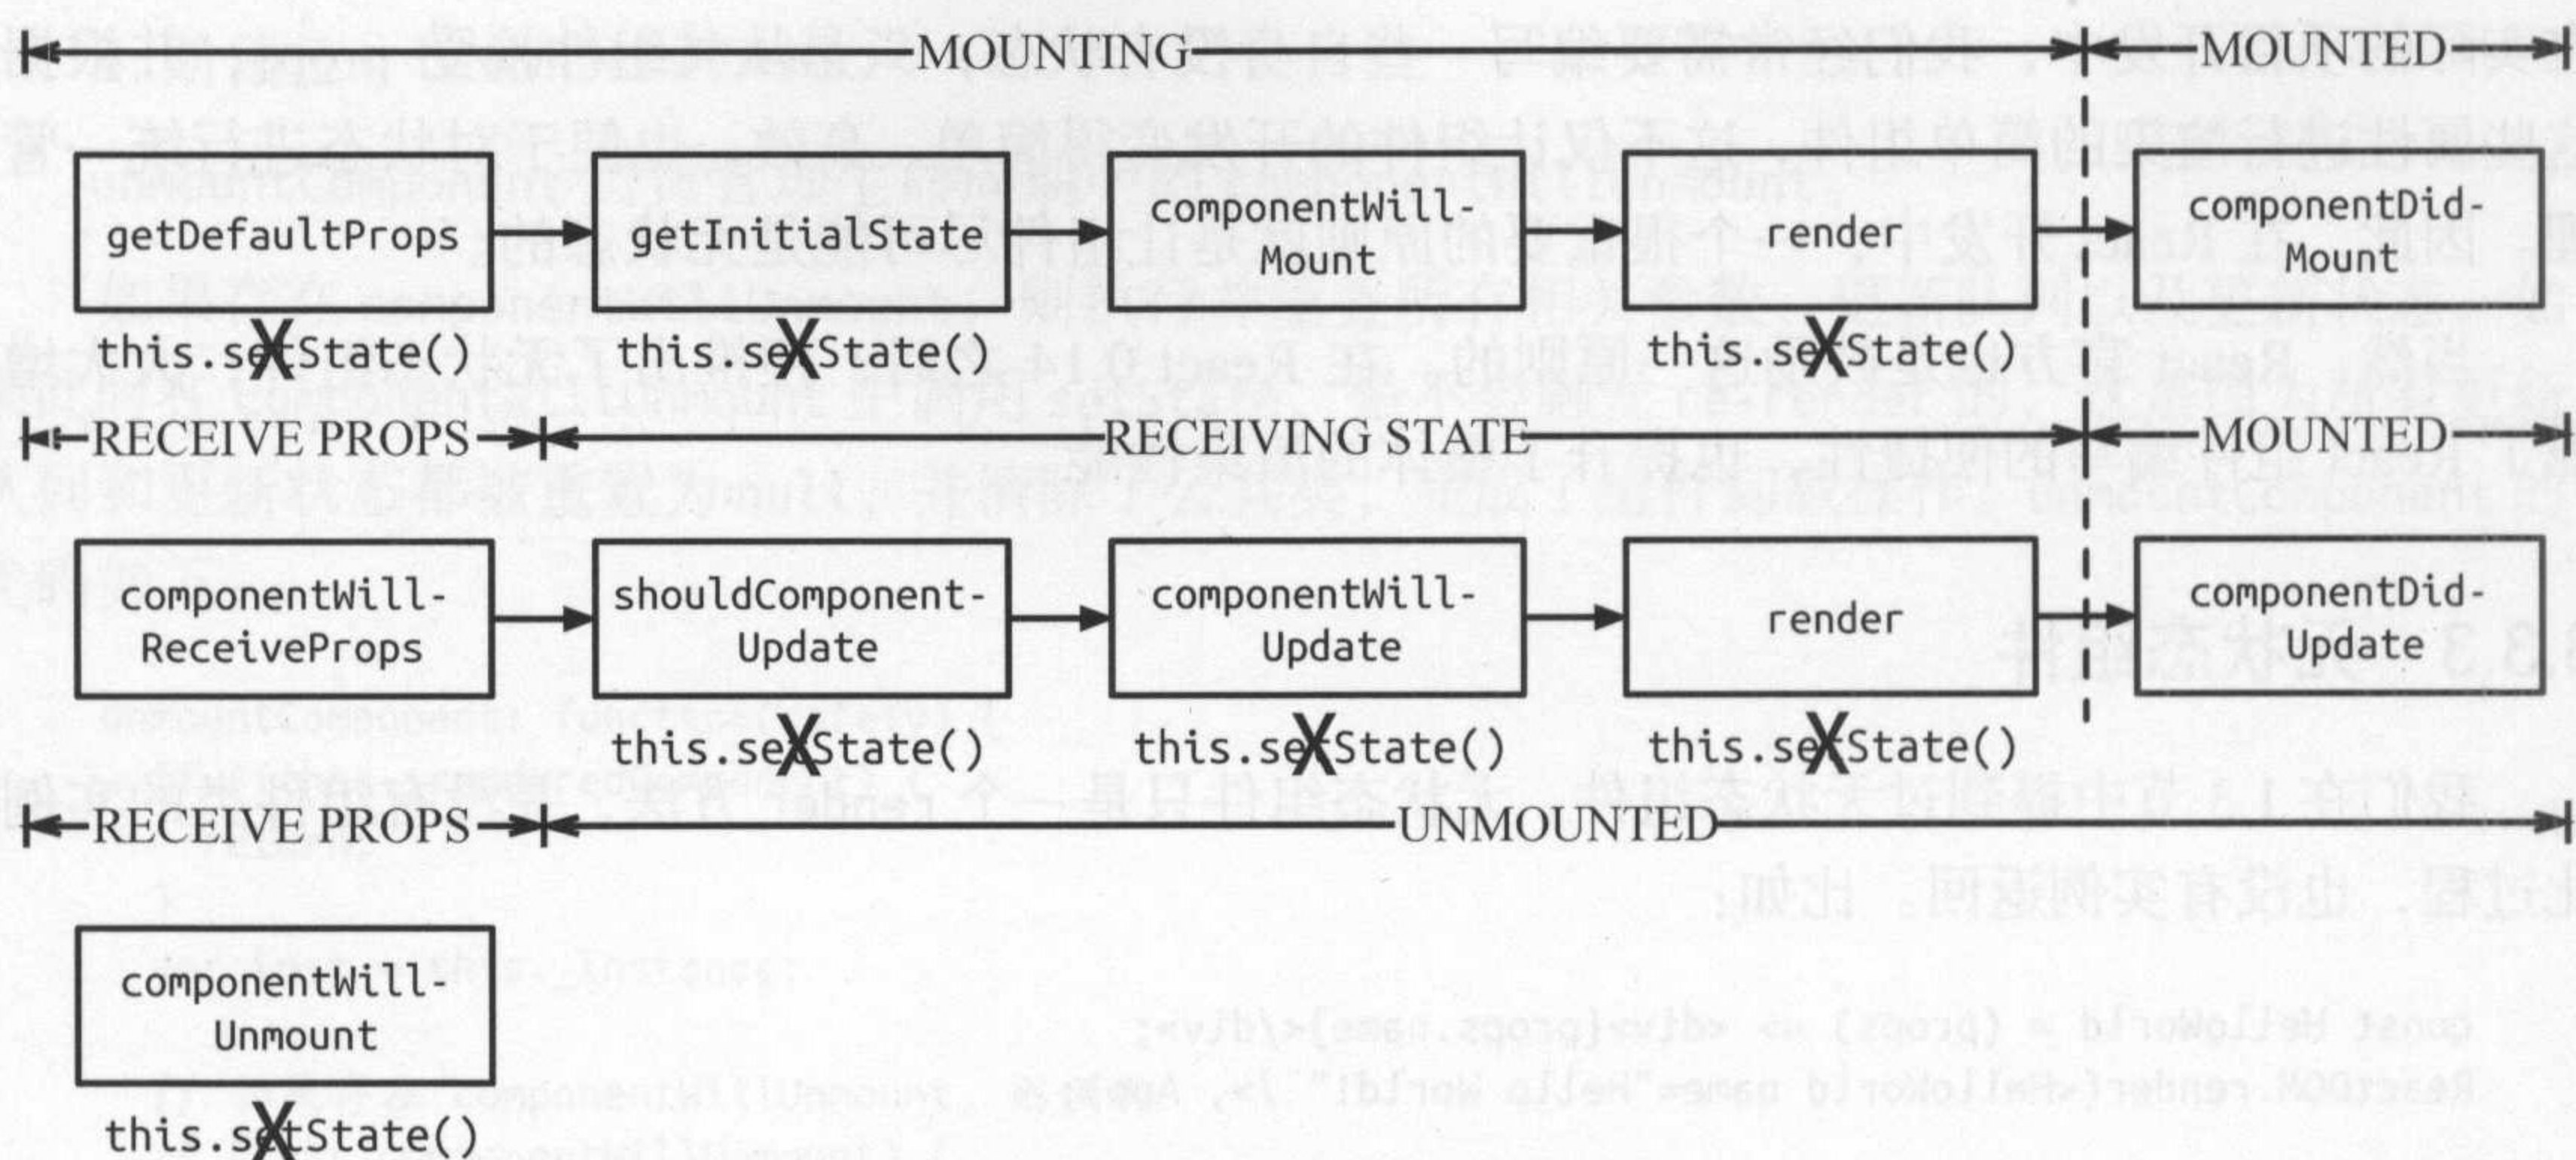 MOUNTING MOUNTED
getDefaultProps getInitialState componentWill-
Mount render componentDid-
Mount
this.setState() this.setState() this.setState()
RECEIVE PROPS RECEIVING STATE MOUNTED
componentWill-
ReceiveProps shouldComponent-
Update componentWill-
Update render componentDid-
Update
this.setState() this.setState() this.setState()
RECEIVE PROPS UNMOUNTED
componentWill-
Unmount
this.setState()